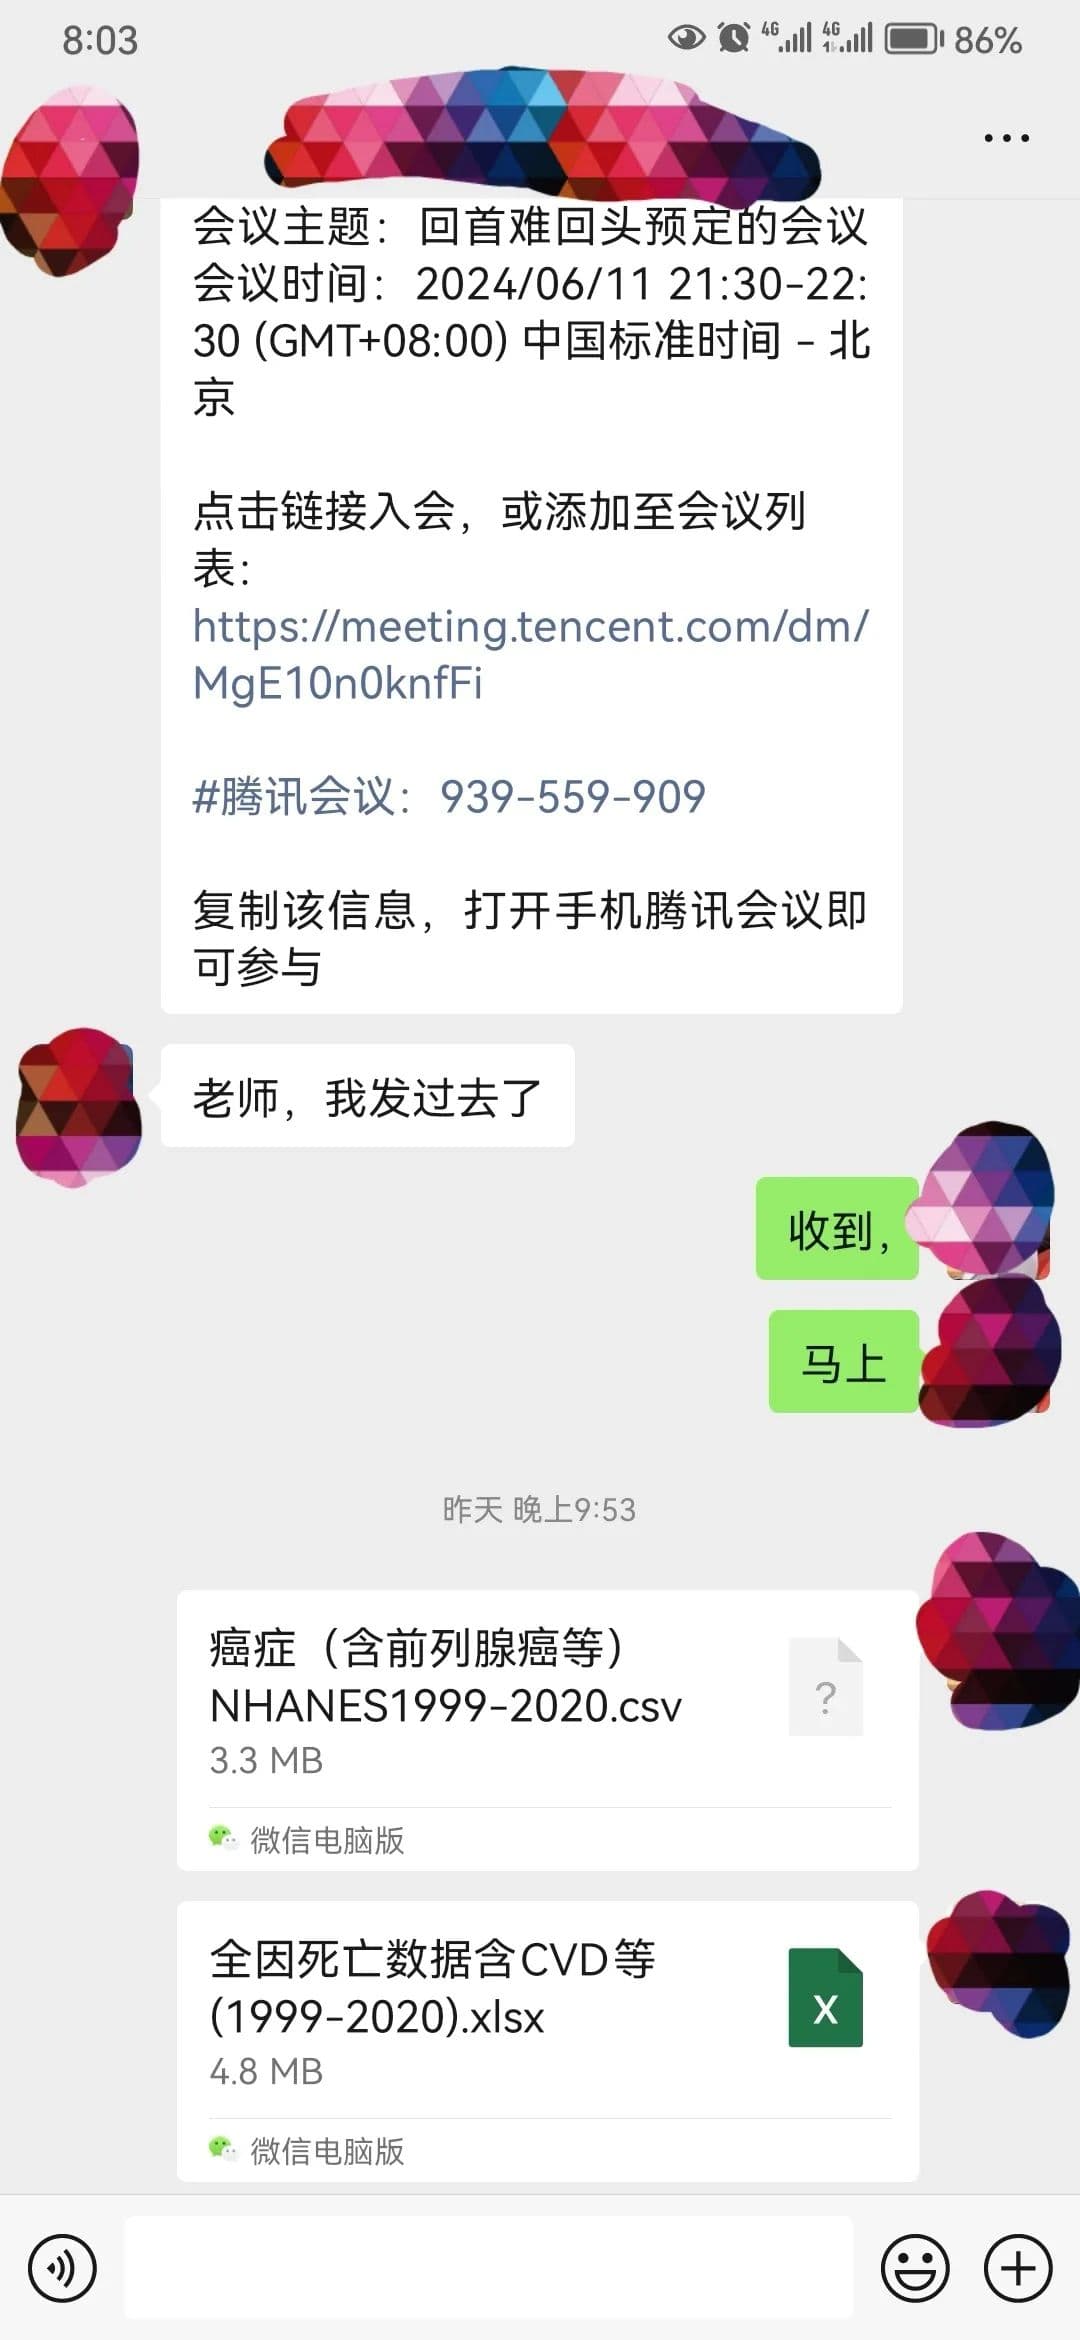 8:03
4G
4G
86%
会议主题：回首难回头预定的会议
会议时间：2024/06/11 21:30-22:
30 (GMT+08:00) 中国标准时间 - 北
京
点击链接入会，或添加至会议列
表：
https://meeting.tencent.com/dm/
MgE10n0knfFi
#腾讯会议：939-559-909
复制该信息，打开手机腾讯会议即
可参与
老师，我发过去了
收到，
马上
昨天 晚上9:53
癌症（含前列腺癌等）
NHANES1999-2020.csv
?
3.3 MB
微信电脑版
全因死亡数据含CVD等
(1999-2020).xlsx
X
4.8 MB
微信电脑版